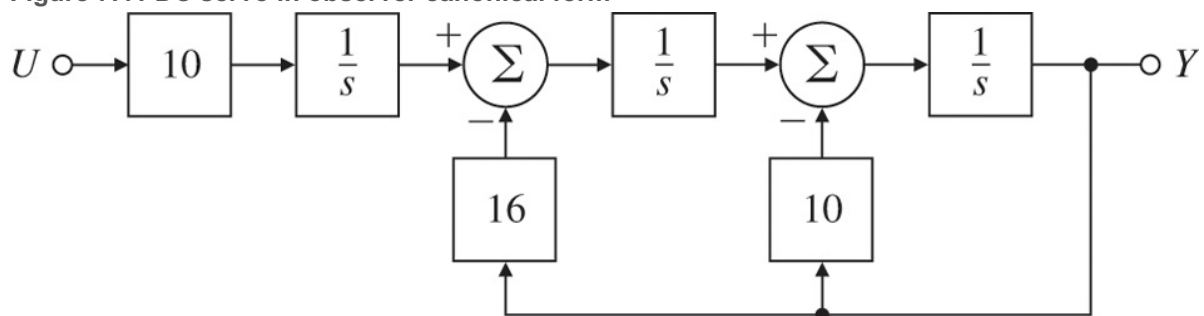 Figure 7.7: DC servo in observer canonical form
U 10 1/s + Σ 1/s + Σ 1/s Y
− −
16 10